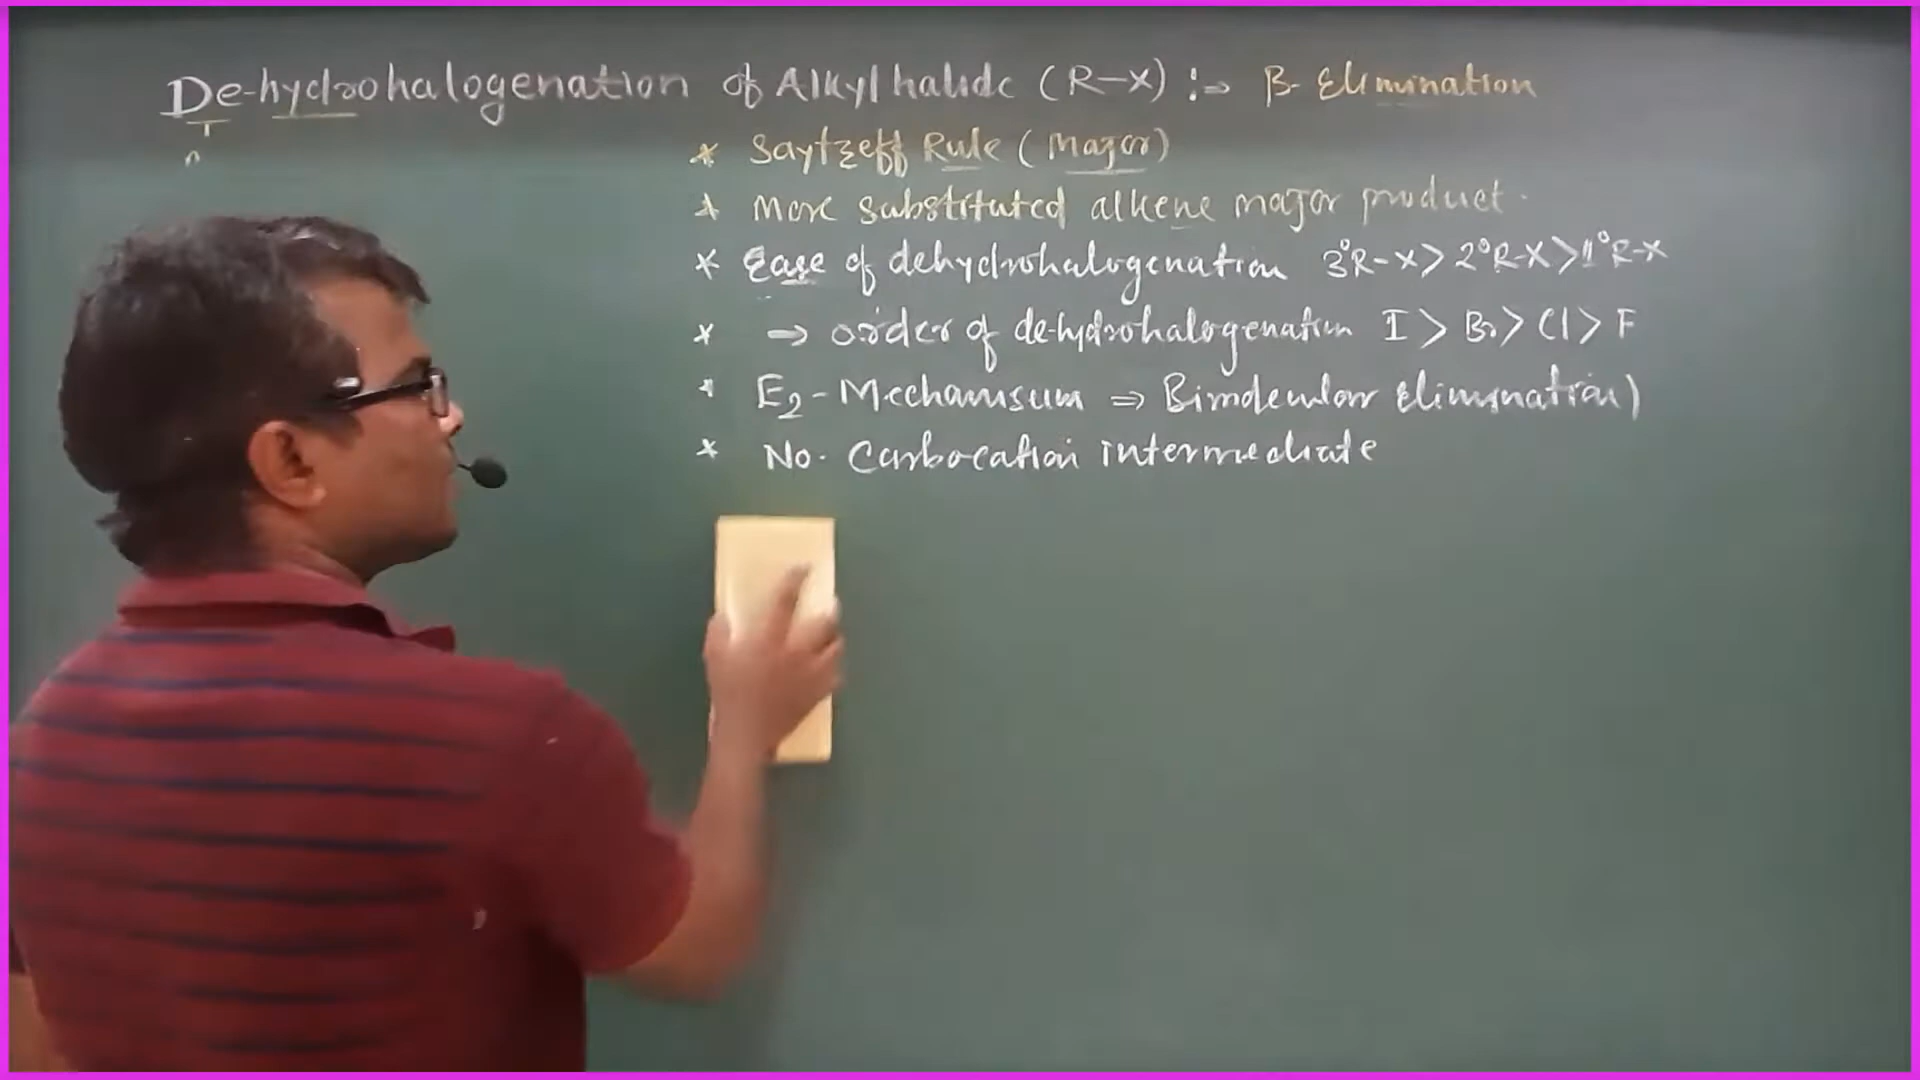 De-hydrohalogenation of Alkyl halide (R-X) :→ β- Elimination
* Saytzeff Rule (Major)
* More substituted alkene major product.
* Ease of dehydrohalogenation 3°R-X > 2°R-X > 1°R-X
* ⇒ order of de-hydrohalogenation I > Br > Cl > F
* E2-Mechanisum ⇒ Bimolecular elimination)
* No. Carbocation intermediate